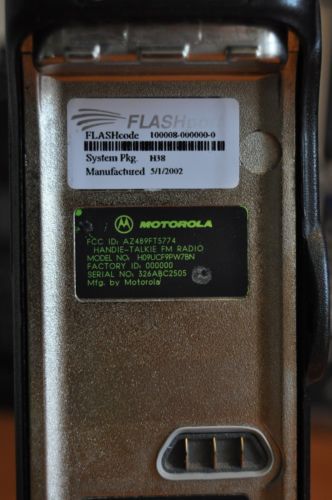 FLASHport
FLASHcode 100008-000000-0
System Pkg. H38
Manufactured 5/1/2002
MOTOROLA
FCC ID: AZ489FT5774
HANDIE-TALKIE FM RADIO
MODEL NO: H09UCF9PW7BN
FACTORY ID: 000000
SERIAL NO: 326ABC2505
Mfg. by Motorola